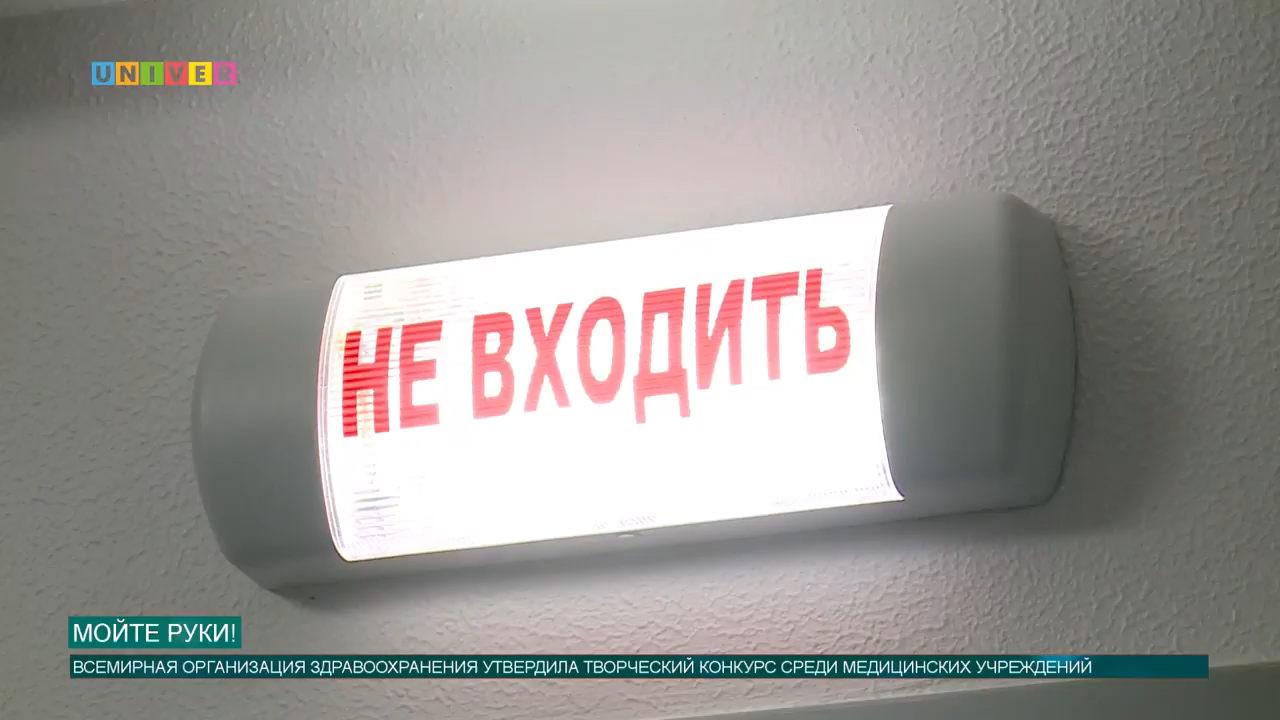 UNIVER
НЕ ВХОДИТЬ
МОЙТЕ РУКИ!
ВСЕМИРНАЯ ОРГАНИЗАЦИЯ ЗДРАВООХРАНЕНИЯ УТВЕРДИЛА ТВОРЧЕСКИЙ КОНКУРС СРЕДИ МЕДИЦИНСКИХ УЧРЕЖДЕНИЙ